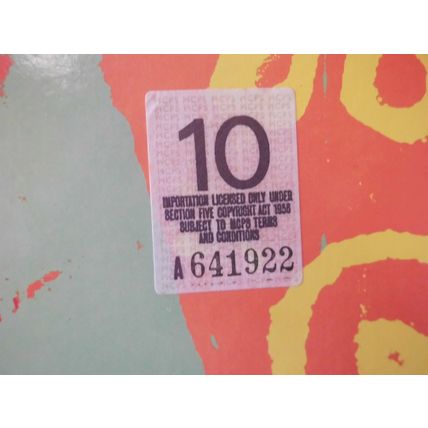 10
IMPORTATION LICENSED ONLY UNDER
SECTION FIVE COPYRIGHT ACT 1956
SUBJECT TO MCPS TERMS
AND CONDITIONS
A 641922